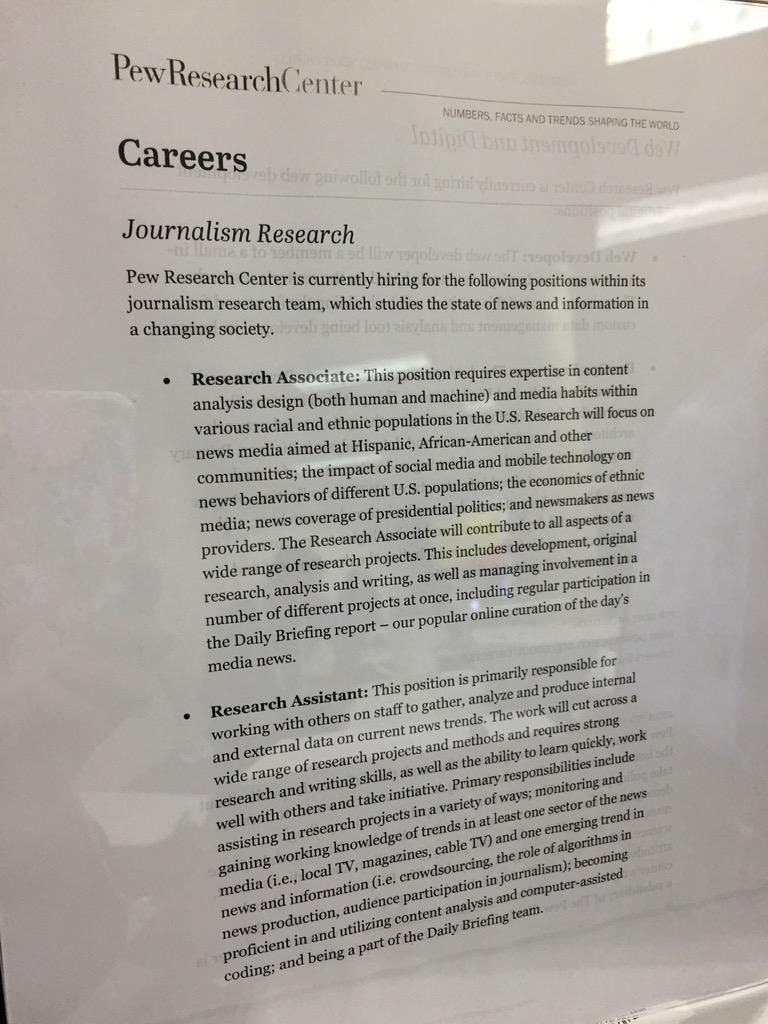 PewResearchCenter
NUMBERS, FACTS AND TRENDS SHAPING THE WORLD
Careers
Journalism Research
Pew Research Center is currently hiring for the following positions within its
journalism research team, which studies the state of news and information in
a changing society.
• Research Associate: This position requires expertise in content
analysis design (both human and machine) and media habits within
various racial and ethnic populations in the U.S. Research will focus on
news media aimed at Hispanic, African-American and other
communities; the impact of social media and mobile technology on
news behaviors of different U.S. populations; the economics of ethnic
media; news coverage of presidential politics; and newsmakers as news
providers. The Research Associate will contribute to all aspects of a
wide range of research projects. This includes development, original
research, analysis and writing, as well as managing involvement in a
number of different projects at once, including regular participation in
the Daily Briefing report – our popular online curation of the day's
media news.
• Research Assistant: This position is primarily responsible for
working with others on staff to gather, analyze and produce internal
and external data on current news trends. The work will cut across a
wide range of research projects and methods and requires strong
research and writing skills, as well as the ability to learn quickly, work
well with others and take initiative. Primary responsibilities include
assisting in research projects in a variety of ways; monitoring and
gaining working knowledge of trends in at least one sector of the news
media (i.e., local TV, magazines, cable TV) and one emerging trend in
news and information (i.e. crowdsourcing, the role of algorithms in
news production, audience participation in journalism); becoming
proficient in and utilizing content analysis and computer-assisted
coding; and being a part of the Daily Briefing team.